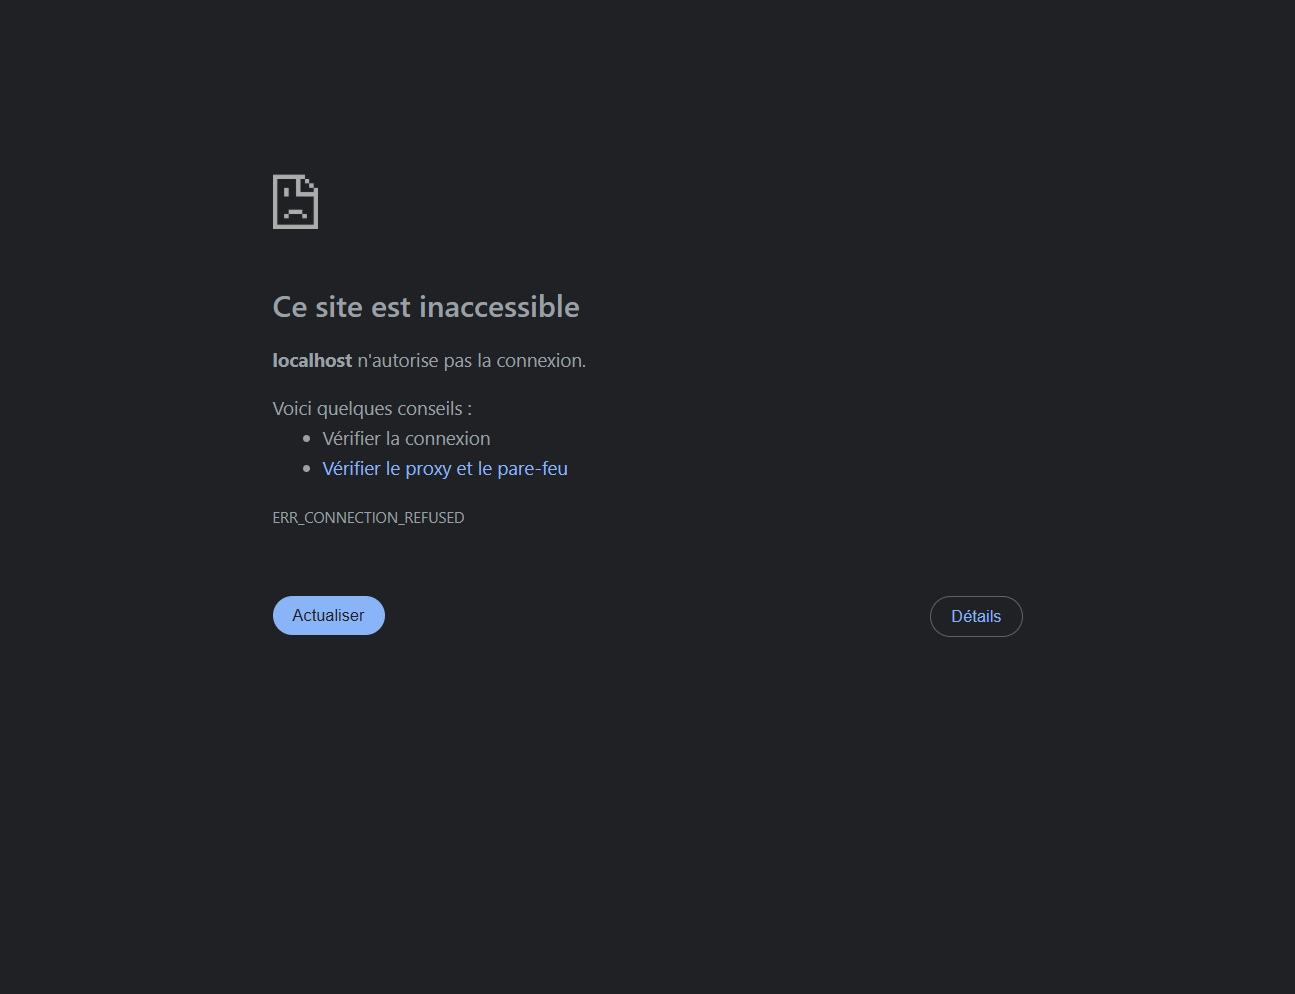 Ce site est inaccessible
localhost n'autorise pas la connexion.
Voici quelques conseils :
Vérifier la connexion
Vérifier le proxy et le pare-feu
ERR_CONNECTION_REFUSED
Actualiser
Détails